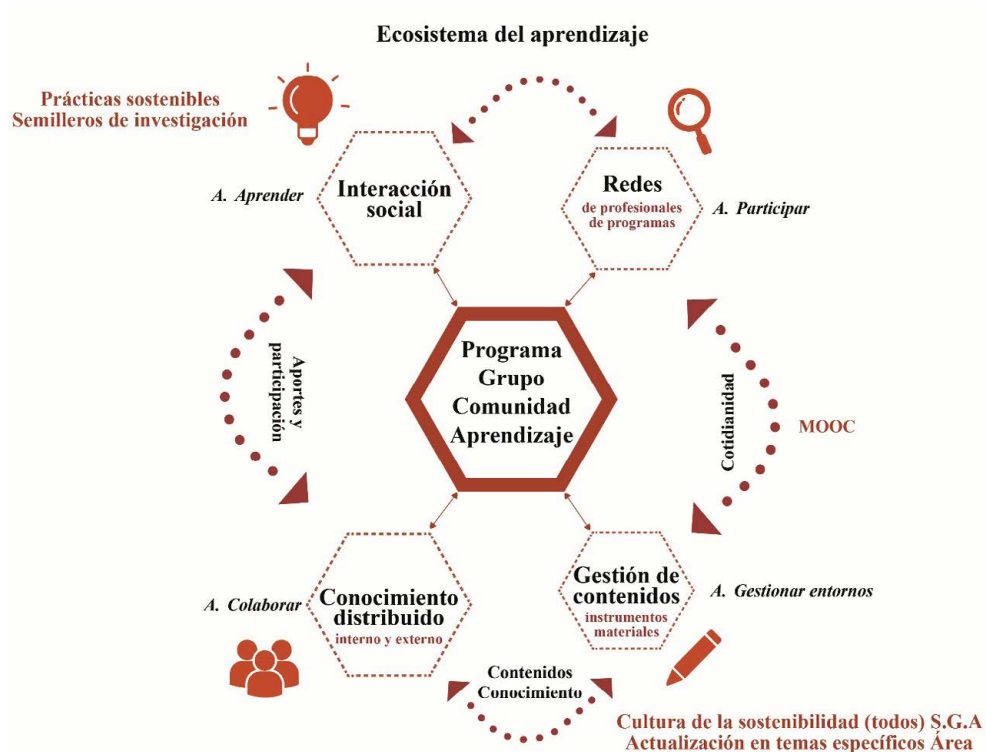 Ecosistema del aprendizaje
Prácticas sostenibles
Semilleros de investigación
A. Aprender
Interacción
social
Redes
de profesionales
de programas
A. Participar
Aportes y
participación
Programa
Grupo
Comunidad
Aprendizaje
Cotidianidad
MOOC
A. Colaborar
Conocimiento
distribuido
interno y externo
Gestión de
contenidos
instrumentos
materiales
A. Gestionar entornos
Contenidos
Conocimiento
Cultura de la sostenibilidad (todos) S.G.A
Actualización en temas específicos Área